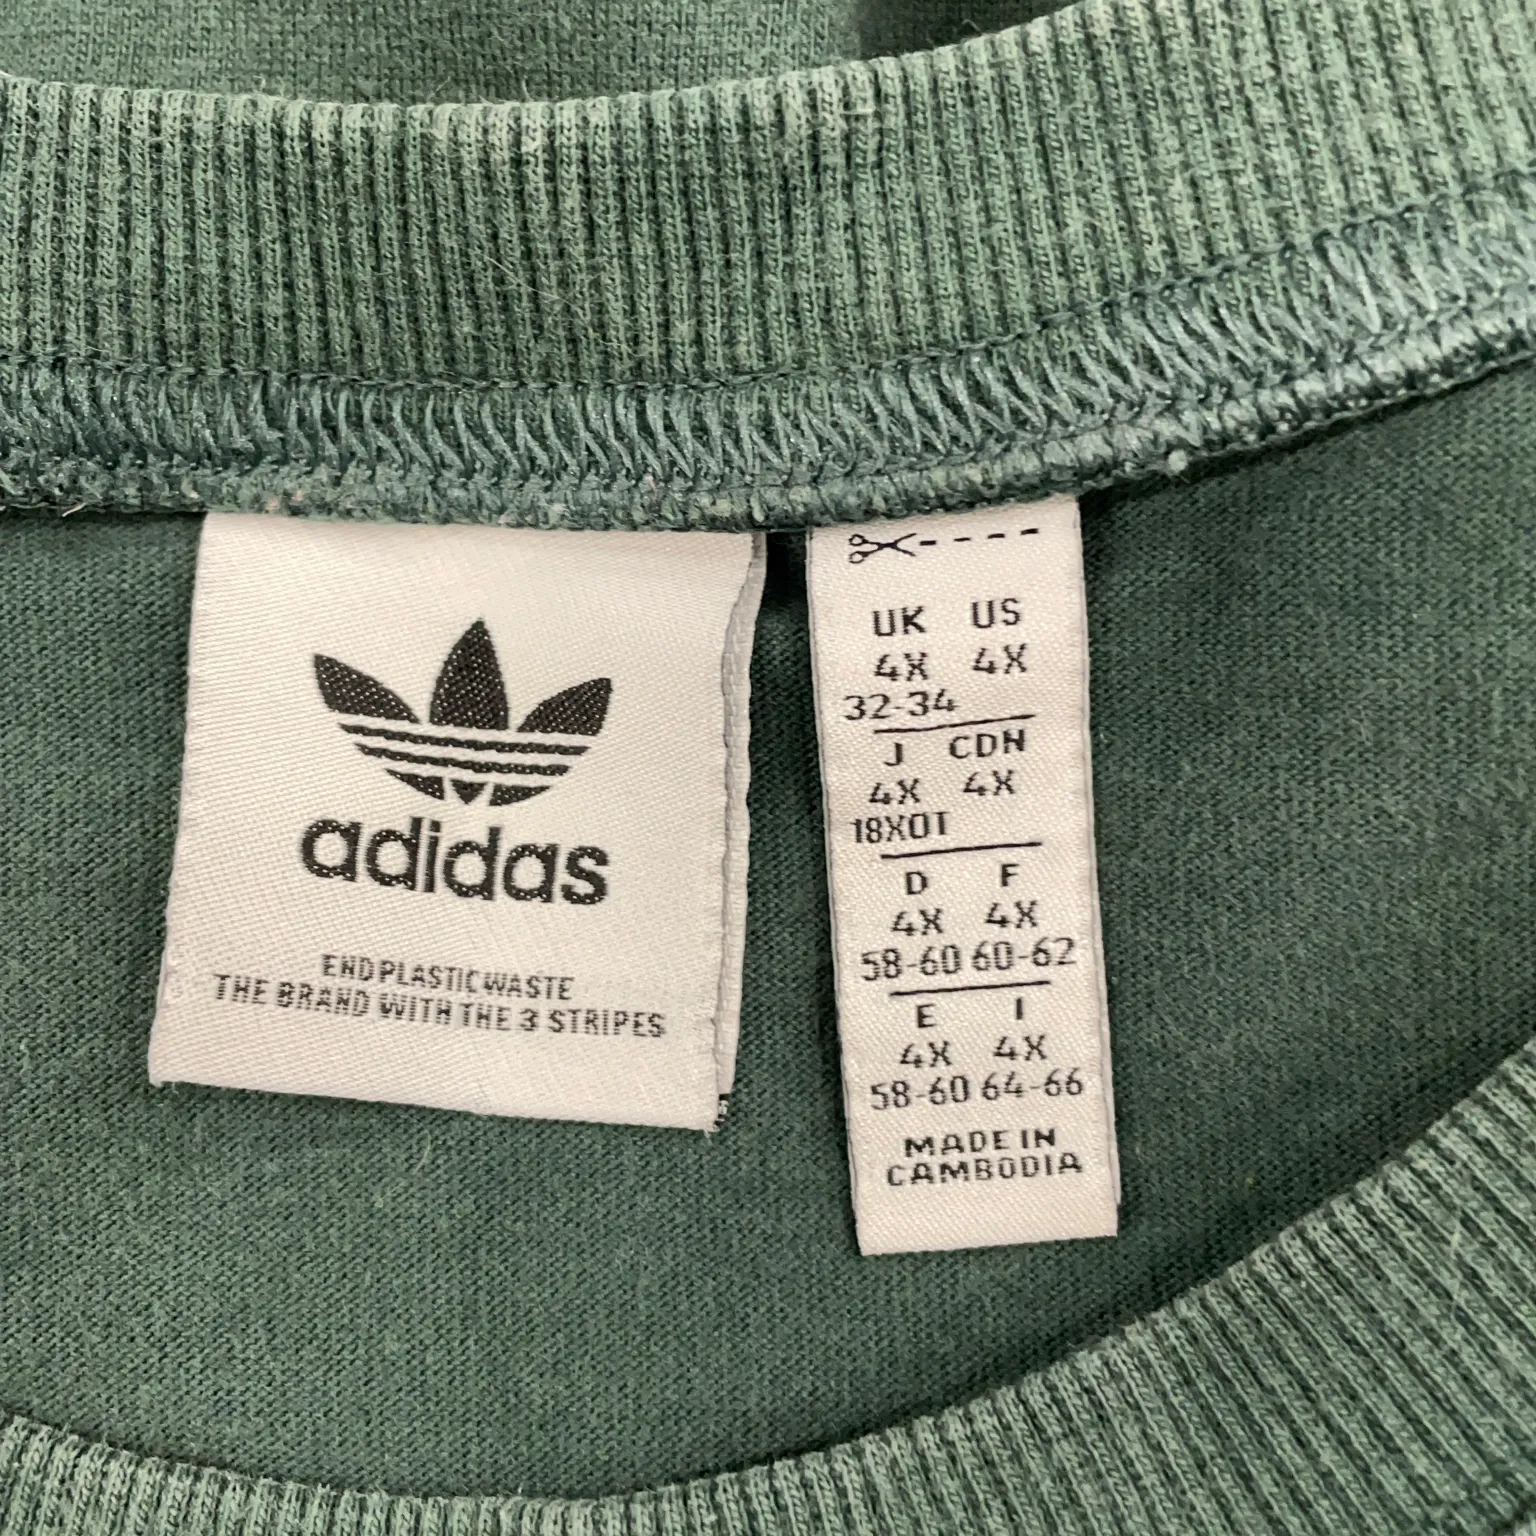 adidas
END PLASTIC WASTE
THE BRAND WITH THE 3 STRIPES
UK US
4X 4X
32-34
J CDN
4X 4X
18XOT
D F
4X 4X
58-60 60-62
E I
4X 4X
58-60 64-66
MADE IN
CAMBODIA